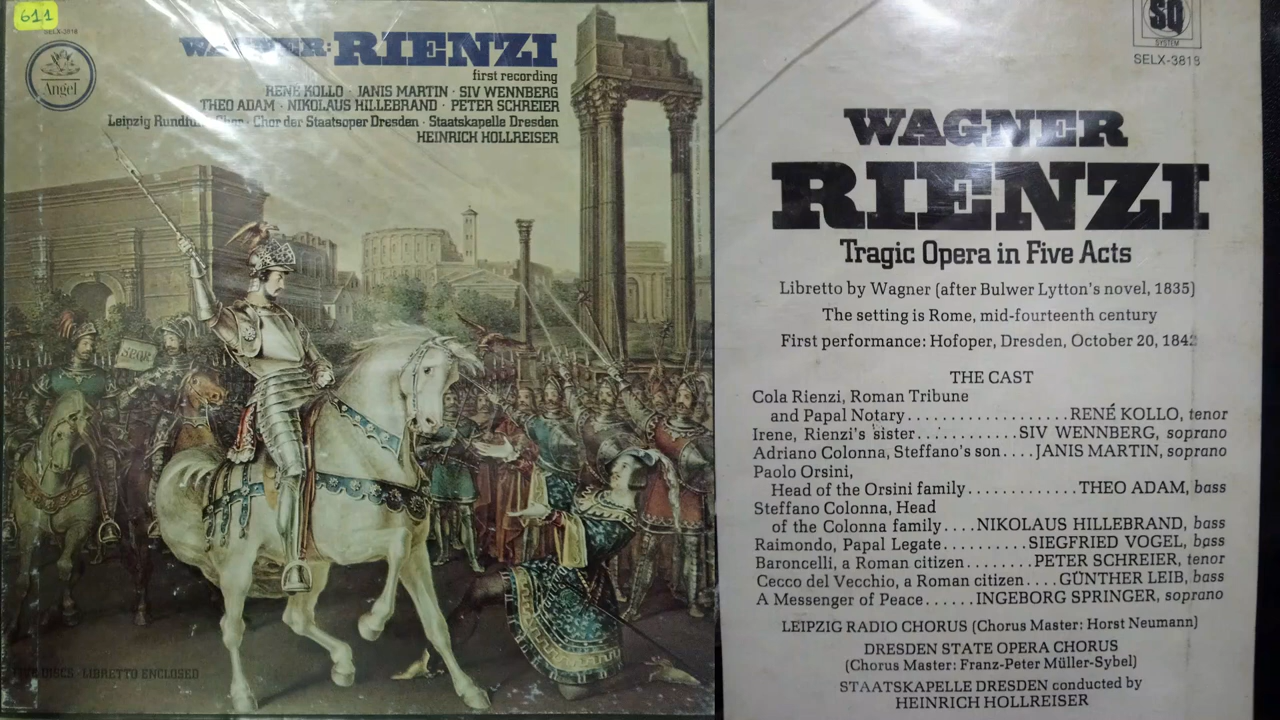 611
SELX-3818
Angel
WAGNER: RIENZI
first recording
RENÉ KOLLO · JANIS MARTIN · SIV WENNBERG
THEO ADAM · NIKOLAUS HILLEBRAND · PETER SCHREIER
Leipzig Rundfunk Chor · Chor der Staatsoper Dresden · Staatskapelle Dresden
HEINRICH HOLLREISER
SPQR
DISCS · LIBRETTO ENCLOSED
SQ
SYSTEM
SELX-3818
WAGNER
RIENZI
Tragic Opera in Five Acts
Libretto by Wagner (after Bulwer Lytton's novel, 1835)
The setting is Rome, mid-fourteenth century
First performance: Hofoper, Dresden, October 20, 1842
THE CAST
Cola Rienzi, Roman Tribune
and Papal Notary....................RENÉ KOLLO, tenor
Irene, Rienzi's sister............SIV WENNBERG, soprano
Adriano Colonna, Steffano's son....JANIS MARTIN, soprano
Paolo Orsini,
Head of the Orsini family.............THEO ADAM, bass
Steffano Colonna, Head
of the Colonna family....NIKOLAUS HILLEBRAND, bass
Raimondo, Papal Legate..........SIEGFRIED VOGEL, bass
Baroncelli, a Roman citizen........PETER SCHREIER, tenor
Cecco del Vecchio, a Roman citizen....GÜNTHER LEIB, bass
A Messenger of Peace......INGEBORG SPRINGER, soprano
LEIPZIG RADIO CHORUS (Chorus Master: Horst Neumann)
DRESDEN STATE OPERA CHORUS
(Chorus Master: Franz-Peter Müller-Sybel)
STAATSKAPELLE DRESDEN conducted by
HEINRICH HOLLREISER